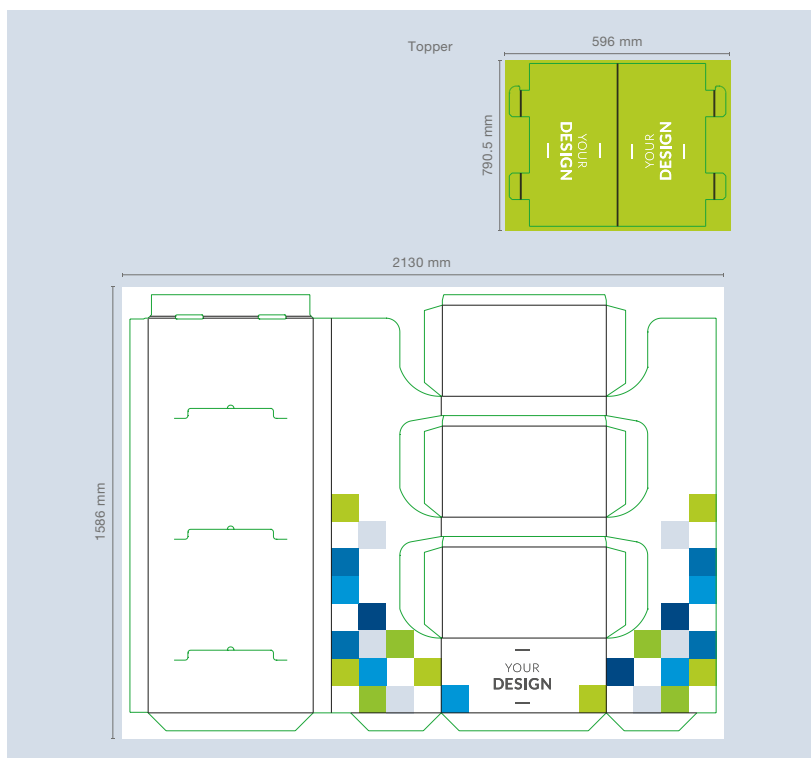 Topper
596 mm
790.5 mm
YOUR
DESIGN
YOUR
DESIGN
2130 mm
1586 mm
YOUR
DESIGN